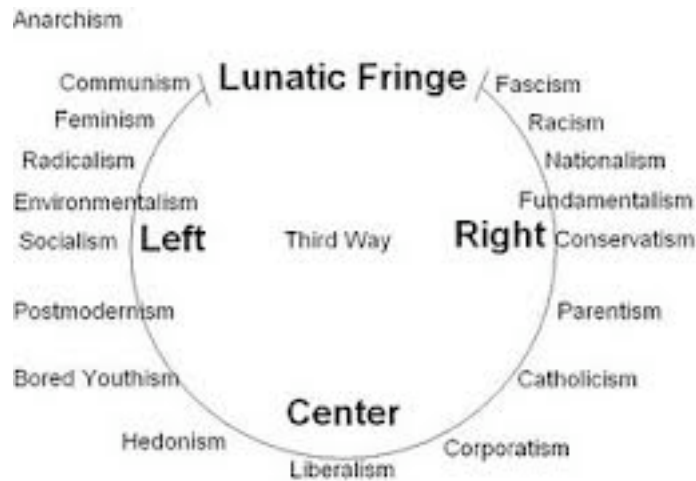 Anarchism
Communism
Lunatic Fringe
Fascism
Feminism
Racism
Radicalism
Nationalism
Environmentalism
Fundamentalism
Socialism
Left
Third Way
Right
Conservatism
Postmodernism
Parentism
Bored Youthism
Catholicism
Center
Hedonism
Corporatism
Liberalism